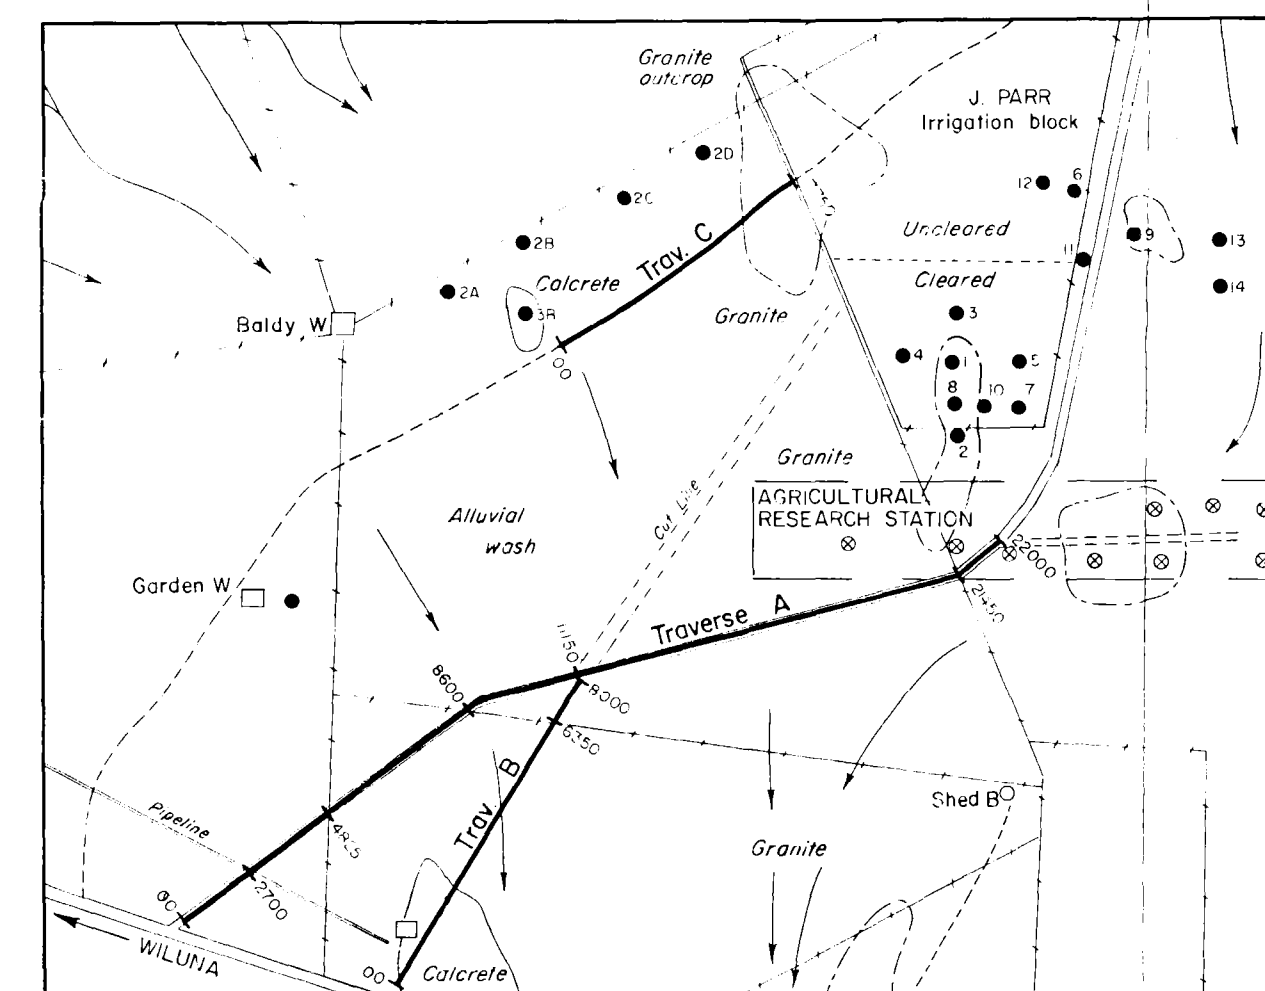 Granite
outcrop
J. PARR
Irrigation block
2D
12
6
2C
Uncleared
9
13
2B
Trav. C
11
Calcrete
Cleared
14
2A
3R
3
Baldy W
Granite
4
1
5
00
8
10
7
2
Granite
Cut Line
AGRICULTURAL
RESEARCH STATION
Alluvial
wash
22000
Garden W
21450
Traverse A
11150
8600
8000
6350
B
Trav.
Shed B
Pipeline
4825
Granite
2700
00
WILUNA
00
Calcrete